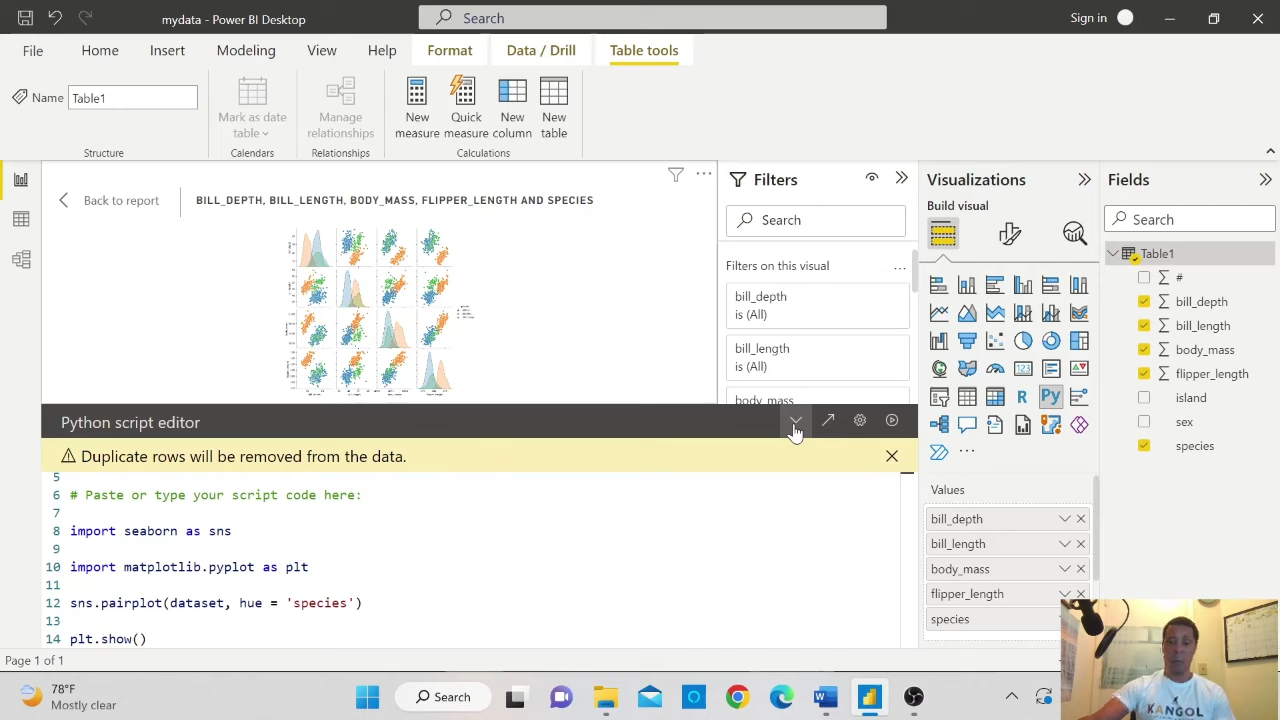 mydata - Power BI Desktop
Search
Sign in
File
Home
Insert
Modeling
View
Help
Format
Data / Drill
Table tools
Name
Table1
Mark as date
table
Manage
relationships
New
measure
Quick
measure
New
column
New
table
Structure
Calendars
Relationships
Calculations
Back to report
BILL_DEPTH, BILL_LENGTH, BODY_MASS, FLIPPER_LENGTH AND SPECIES
Filters
Search
Filters on this visual
bill_depth
is (All)
bill_length
is (All)
body_mass
Visualizations
Build visual
R
Py
123
Values
bill_depth
bill_length
body_mass
flipper_length
species
Fields
Search
Table1
#
bill_depth
bill_length
body_mass
flipper_length
island
sex
species
Python script editor
Duplicate rows will be removed from the data.
5
6 # Paste or type your script code here:
7
8 import seaborn as sns
9
10 import matplotlib.pyplot as plt
11
12 sns.pairplot(dataset, hue = 'species')
13
14 plt.show()
Page 1 of 1
78°F
Mostly clear
Search
KANGOL